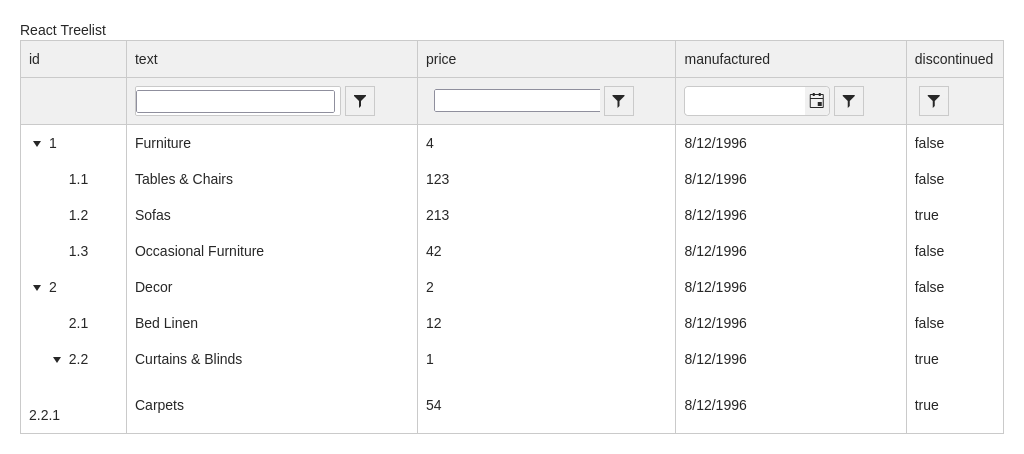 React Treelist
id text price manufactured discontinued
1 Furniture 4 8/12/1996 false
1.1 Tables & Chairs 123 8/12/1996 false
1.2 Sofas 213 8/12/1996 true
1.3 Occasional Furniture 42 8/12/1996 false
2 Decor 2 8/12/1996 false
2.1 Bed Linen 12 8/12/1996 false
2.2 Curtains & Blinds 1 8/12/1996 true
2.2.1 Carpets 54 8/12/1996 true